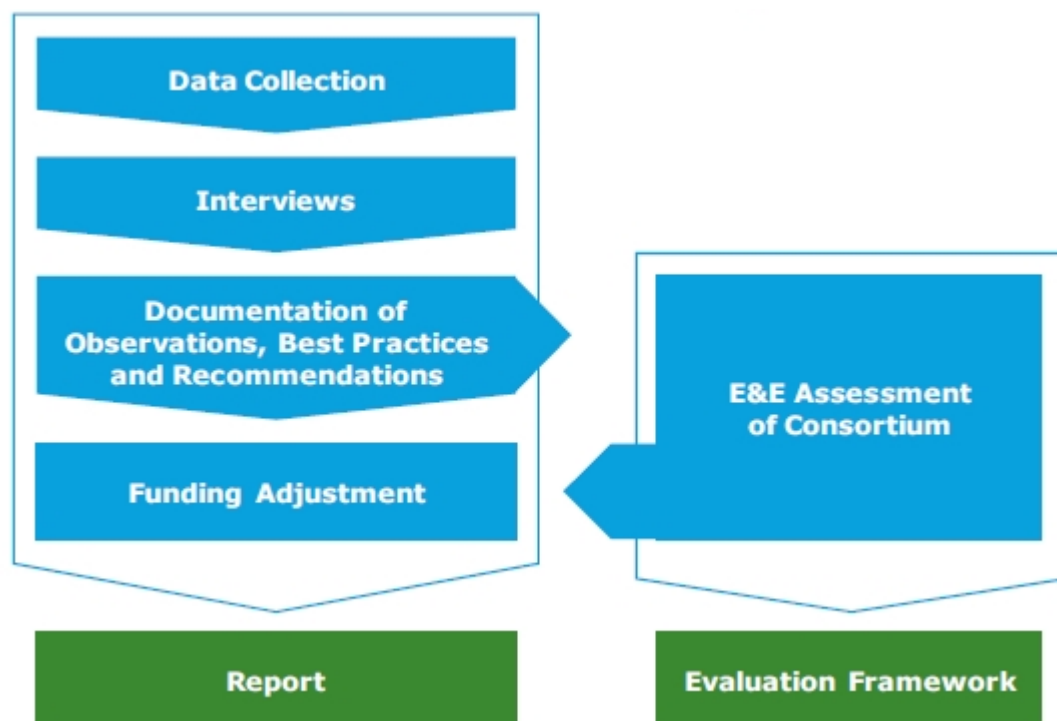 Data Collection
Interviews
Documentation of
Observations, Best Practices
and Recommendations
Funding Adjustment
Report
E&E Assessment
of Consortium
Evaluation Framework